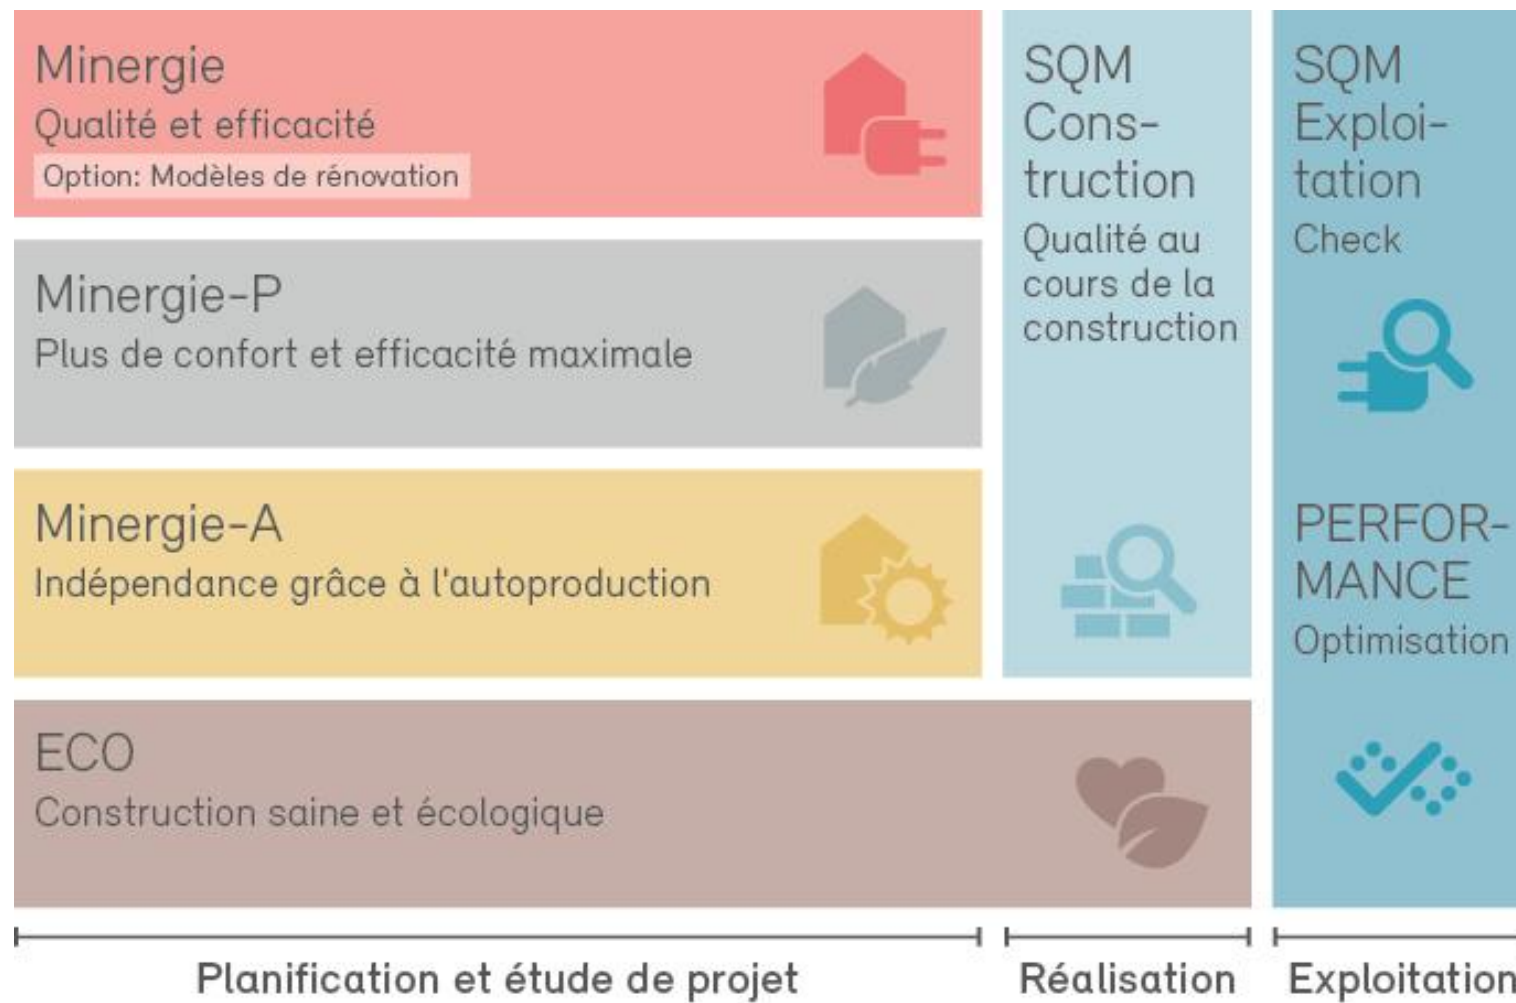 Minergie
Qualité et efficacité
Option: Modèles de rénovation
Minergie-P
Plus de confort et efficacité maximale
Minergie-A
Indépendance grâce à l'autoproduction
ECO
Construction saine et écologique
SQM
Cons-
truction
Qualité au
cours de la
construction
SQM
Exploi-
tation
Check
PERFOR-
MANCE
Optimisation
Planification et étude de projet
Réalisation
Exploitation